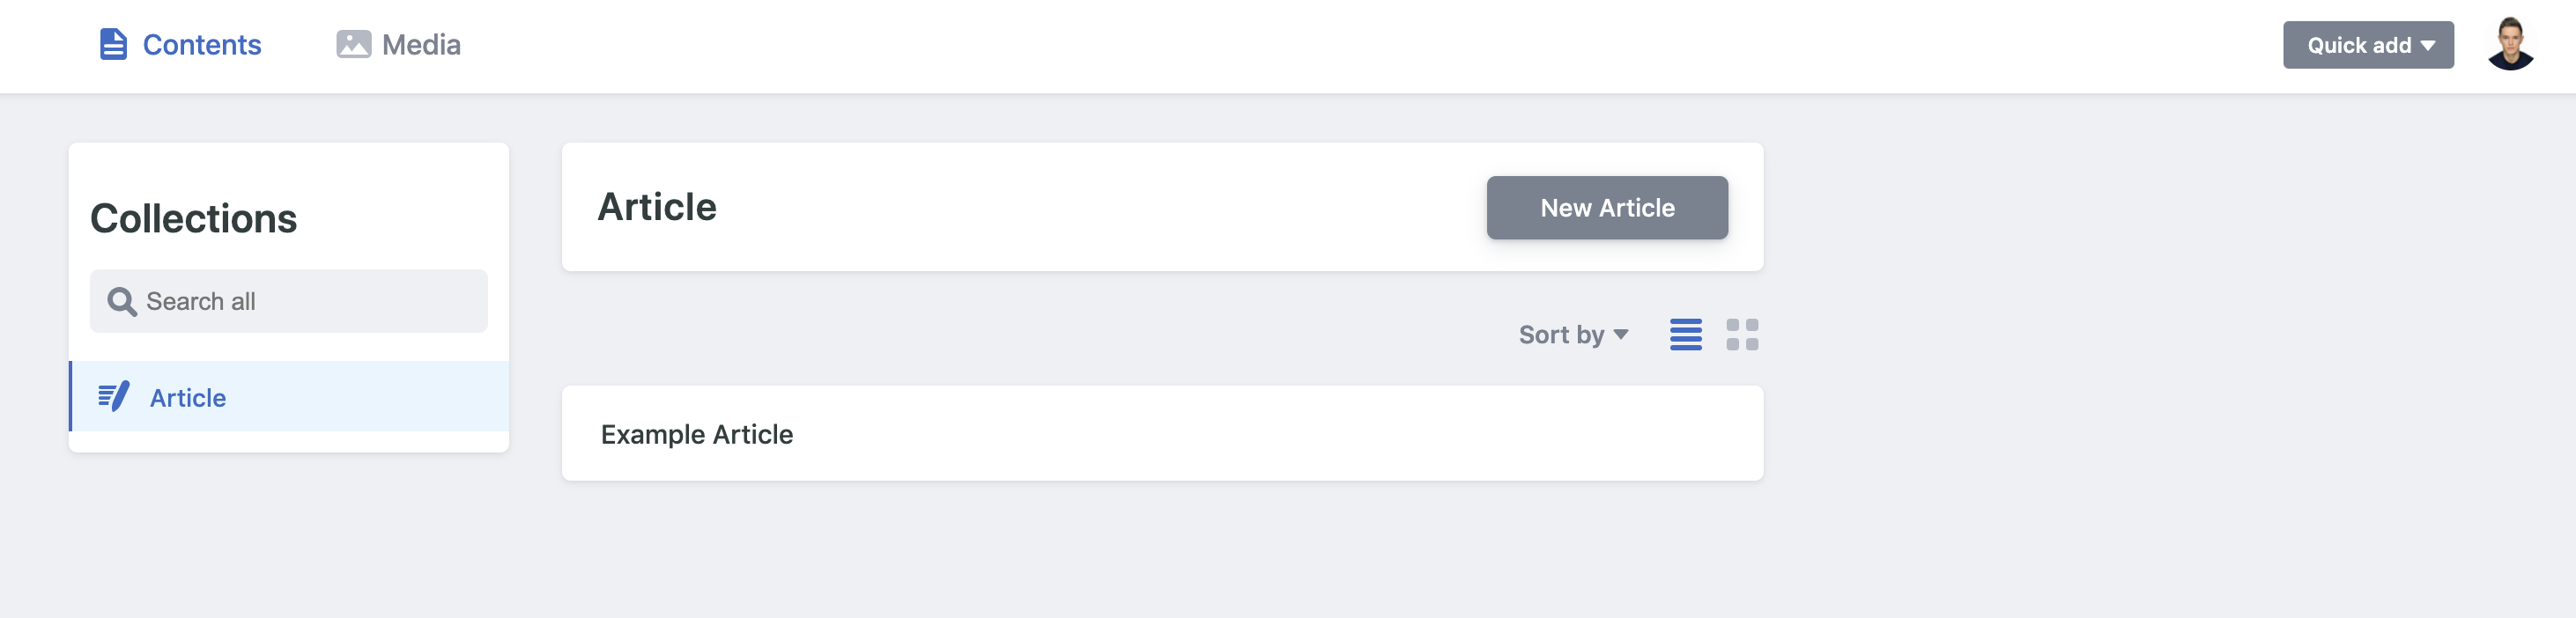 Contents
Media
Quick add
Collections
Search all
Article
Article
New Article
Sort by
Example Article